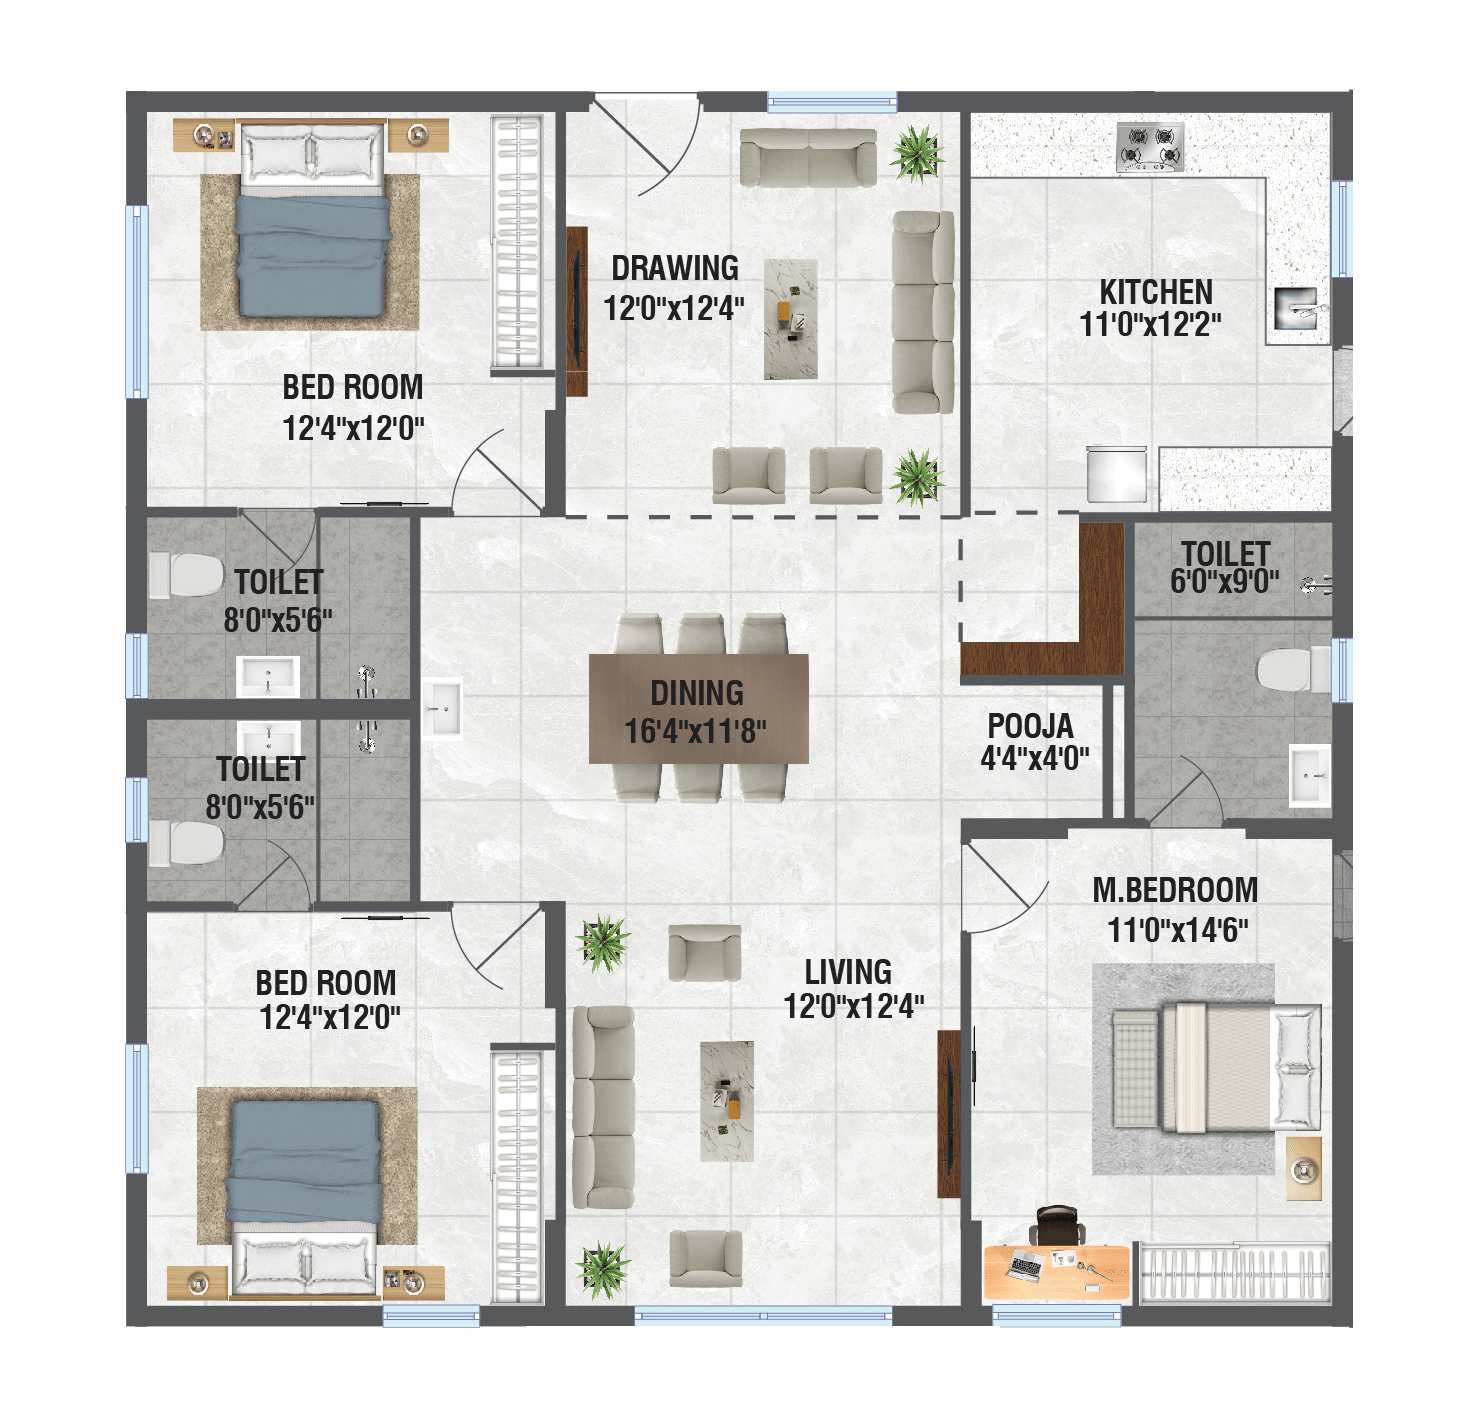 DRAWING
12'0"x12'4"
KITCHEN
11'0"x12'2"
BED ROOM
12'4"x12'0"
TOILET
8'0"x5'6"
TOILET
6'0"x9'0"
DINING
16'4"x11'8"
POOJA
4'4"x4'0"
TOILET
8'0"x5'6"
M.BEDROOM
11'0"x14'6"
BED ROOM
12'4"x12'0"
LIVING
12'0"x12'4"